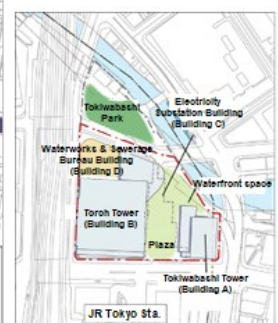 Tokiwabashi
Park
Electricity
Substation Building
(Building C)
Waterworks & Sewerage
Bureau Building
(Building D)
Waterfront space
Toroh Tower
(Building B)
Plaza
Tokiwabashi Tower
(Building A)
JR Tokyo Sta.